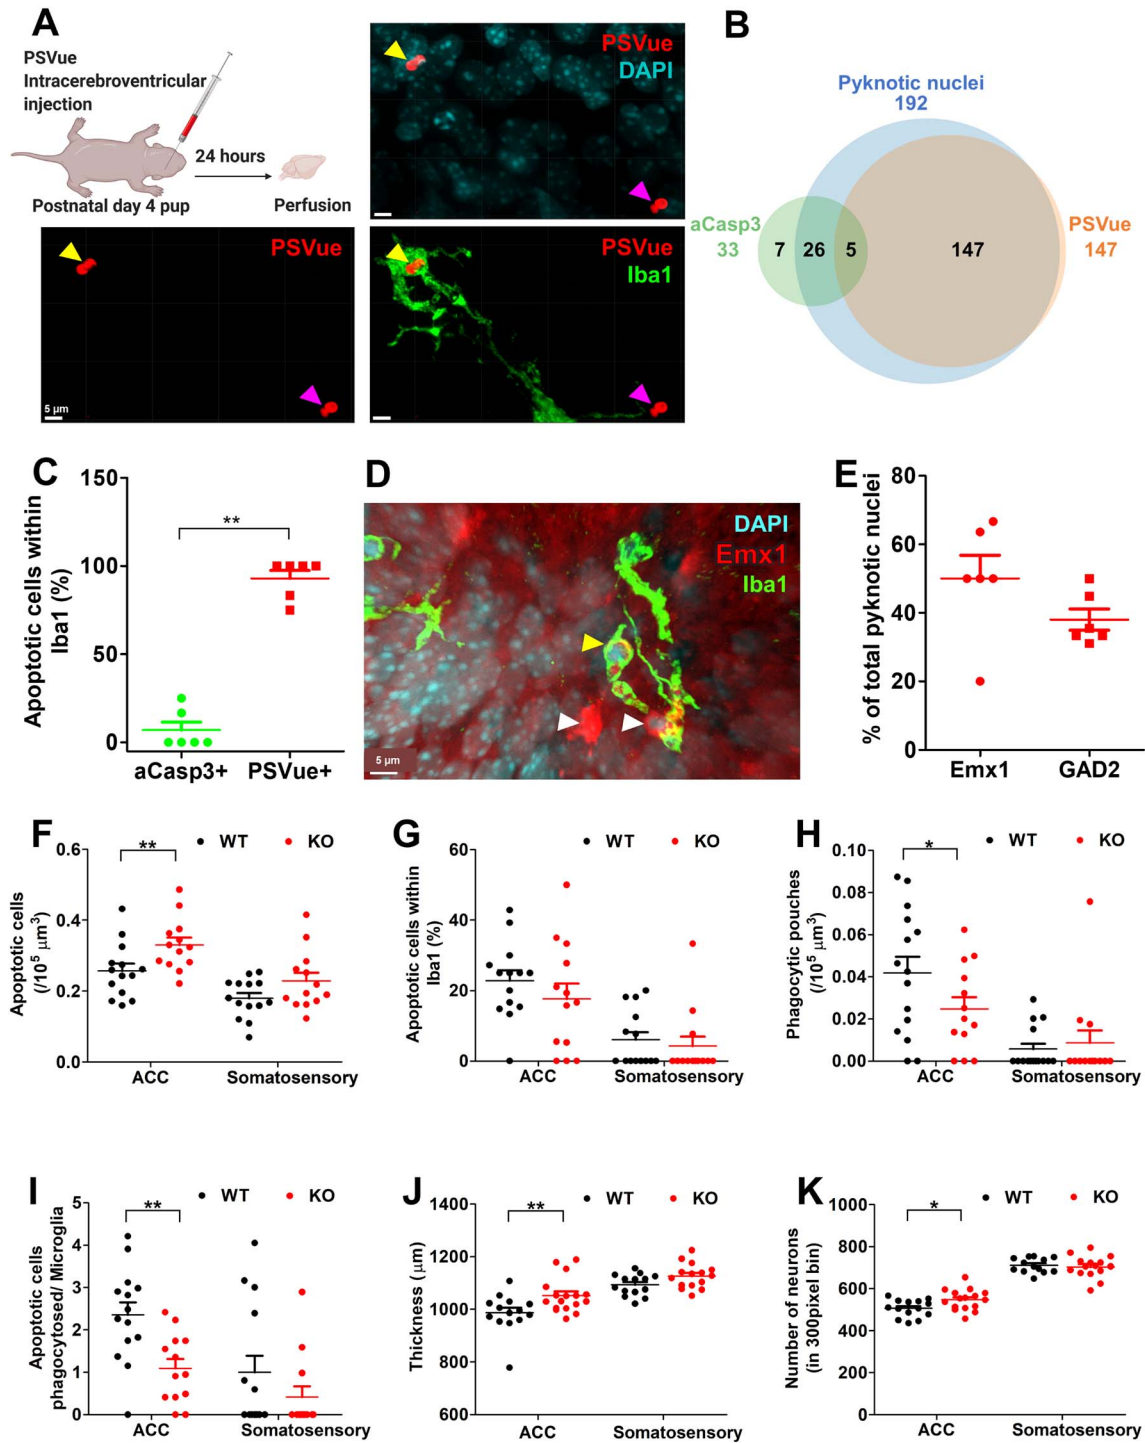 A
PSVue
Intracerebroventricular
injection
24 hours
Postnatal day 4 pup
Perfusion
PSVue
DAPI
PSVue
5 µm
PSVue
Iba1
B
Pyknotic nuclei
192
aCasp3
33
7
26
5
147
PSVue
147
C
Apoptotic cells within
Iba1 (%)
150
100
50
0
**
aCasp3+
PSVue+
D
DAPI
Emx1
Iba1
5 µm
E
% of total pyknotic nuclei
80
60
40
20
0
Emx1
GAD2
F
WT
KO
Apoptotic cells
(/10⁵ µm³)
0.6
0.4
0.2
0.0
**
ACC
Somatosensory
G
WT
KO
Apoptotic cells within
Iba1 (%)
60
40
20
0
ACC
Somatosensory
H
WT
KO
Phagocytic pouches
(/10⁵ µm³)
0.10
0.08
0.06
0.04
0.02
0.00
*
ACC
Somatosensory
I
WT
KO
Apoptotic cells
phagocytosed/ Microglia
5
4
3
2
1
0
**
ACC
Somatosensory
J
WT
KO
Thickness (µm)
1400
1200
1000
800
600
**
ACC
Somatosensory
K
WT
KO
Number of neurons
(in 300pixel bin)
1000
800
600
400
200
0
*
ACC
Somatosensory